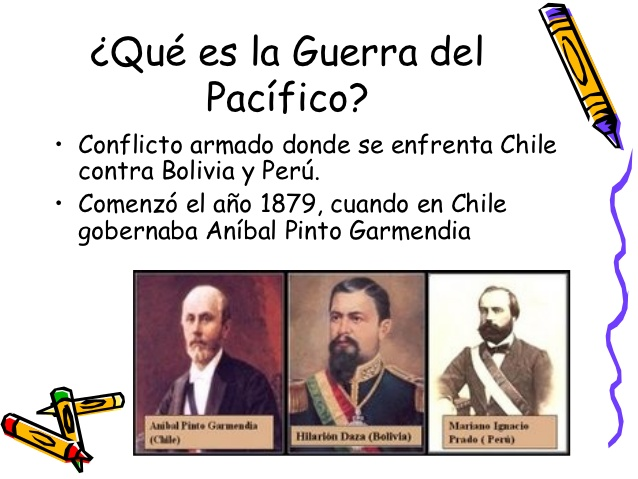 ¿Qué es la Guerra del
Pacífico?
• Conflicto armado donde se enfrenta Chile
contra Bolivia y Perú.
• Comenzó el año 1879, cuando en Chile
gobernaba Aníbal Pinto Garmendia
Aníbal Pinto Garmendia
(Chile)
Hilarión Daza (Bolivia)
Mariano Ignacio
Prado ( Perú)